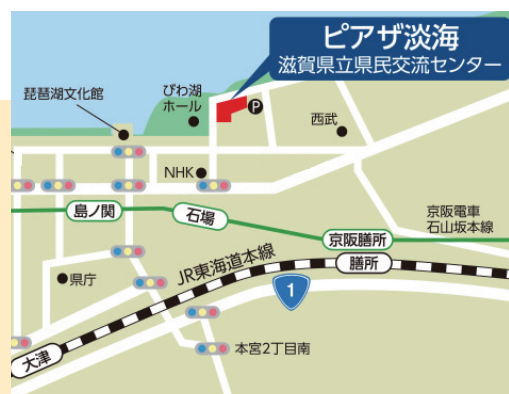 ピアザ淡海
滋賀県立県民交流センター
琵琶湖文化館
びわ湖
ホール
P
西武
NHK
島ノ関
石場
京阪膳所
京阪電車
石山坂本線
県庁
JR東海道本線
膳所
1
大津
本宮2丁目南